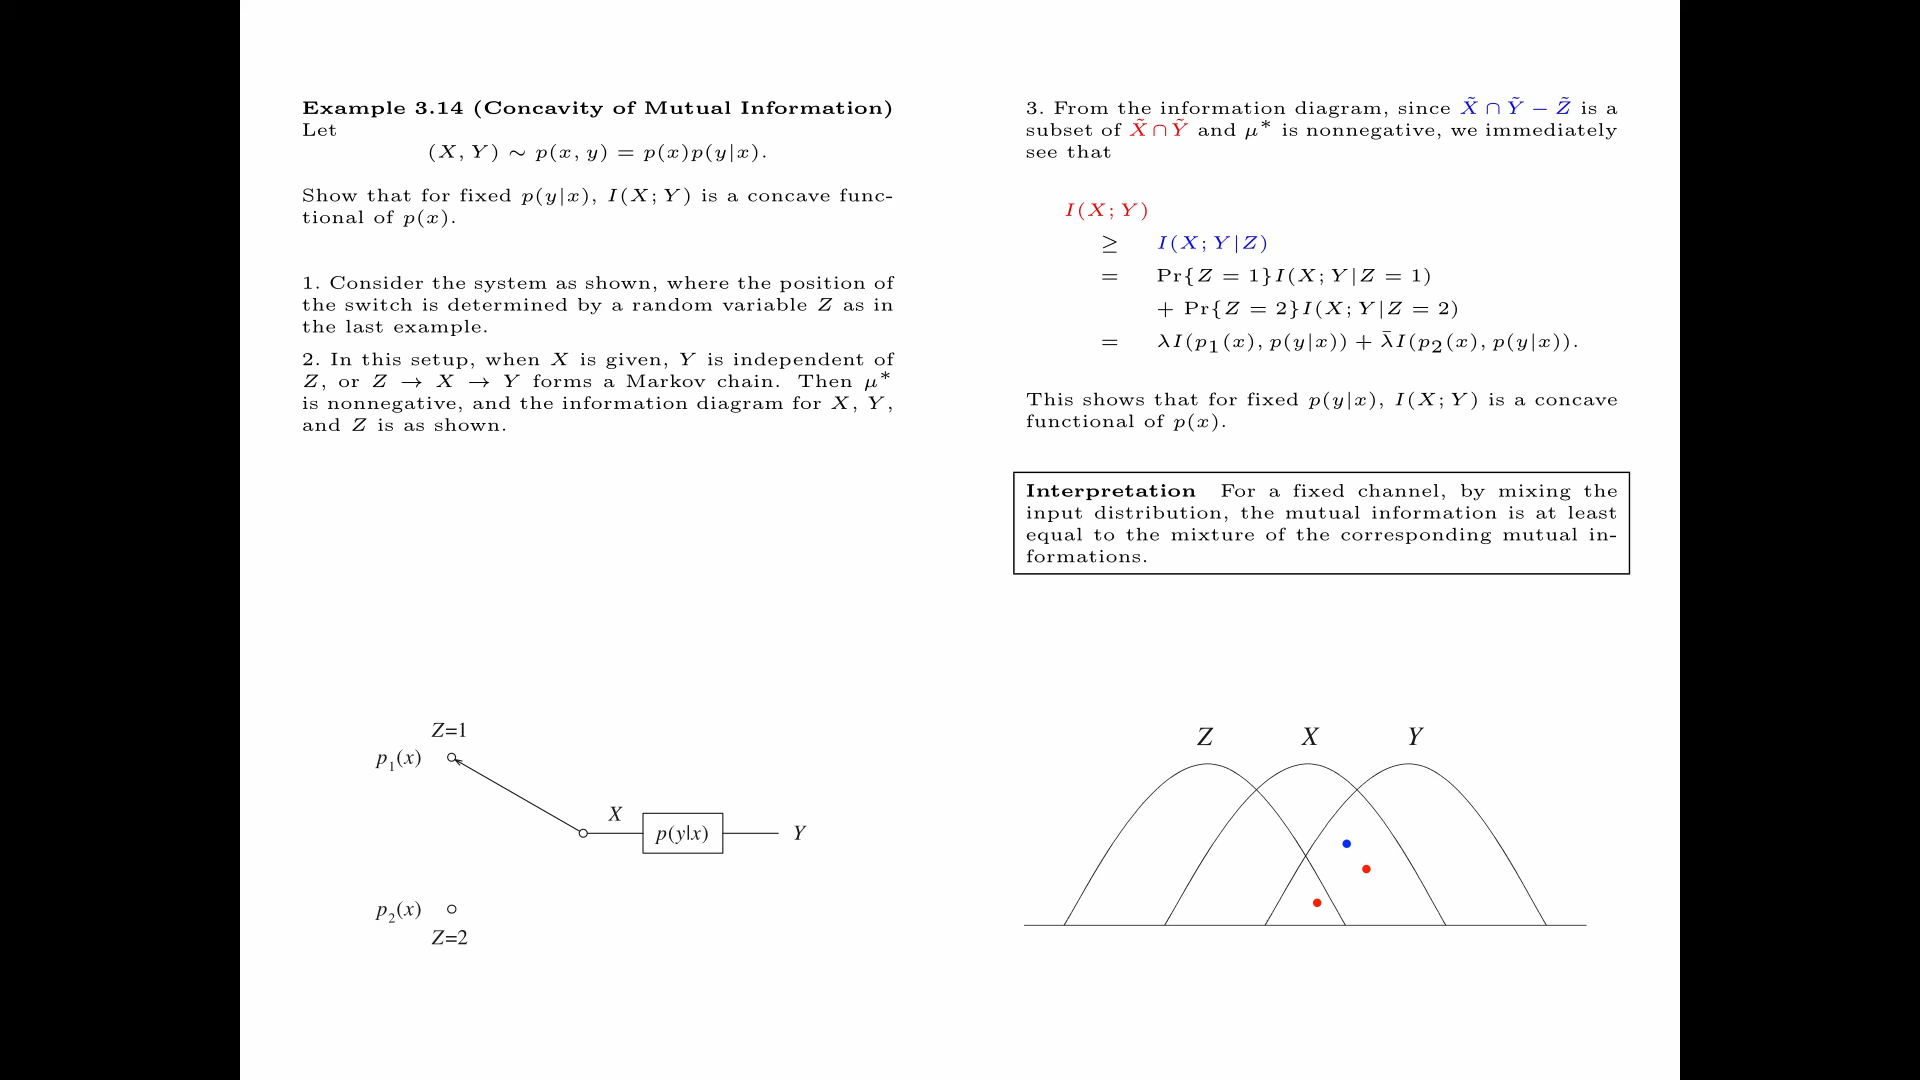 Example 3.14 (Concavity of Mutual Information)
Let
(X, Y) ∼ p(x, y) = p(x)p(y|x).
Show that for fixed p(y|x), I(X; Y) is a concave func-
tional of p(x).
1. Consider the system as shown, where the position of
the switch is determined by a random variable Z as in
the last example.
2. In this setup, when X is given, Y is independent of
Z, or Z → X → Y forms a Markov chain. Then μ*
is nonnegative, and the information diagram for X, Y,
and Z is as shown.
Z=1
p₁(x)
X
p(y|x)
Y
p₂(x)
Z=2
3. From the information diagram, since X̃ ∩ Ỹ − Z̃ is a
subset of X̃ ∩ Ỹ and μ* is nonnegative, we immediately
see that
I(X; Y)
≥ I(X; Y|Z)
= Pr{Z = 1}I(X; Y|Z = 1)
+ Pr{Z = 2}I(X; Y|Z = 2)
= λI(p₁(x), p(y|x)) + λ̄I(p₂(x), p(y|x)).
This shows that for fixed p(y|x), I(X; Y) is a concave
functional of p(x).
Interpretation For a fixed channel, by mixing the
input distribution, the mutual information is at least
equal to the mixture of the corresponding mutual in-
formations.
Z X Y